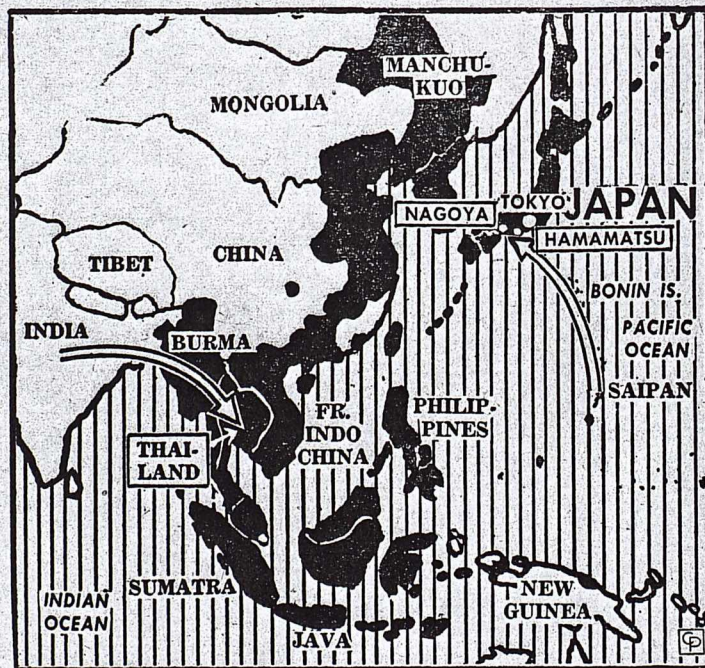 MANCHU-
KUO
MONGOLIA
TOKYO
JAPAN
NAGOYA
HAMAMATSU
CHINA
TIBET
BONIN IS.
INDIA
PACIFIC
OCEAN
BURMA
SAIPAN
FR.
INDO
CHINA
PHILIP-
PINES
THAI-
LAND
SUMATRA
INDIAN
OCEAN
NEW
GUINEA
JAVA
CP